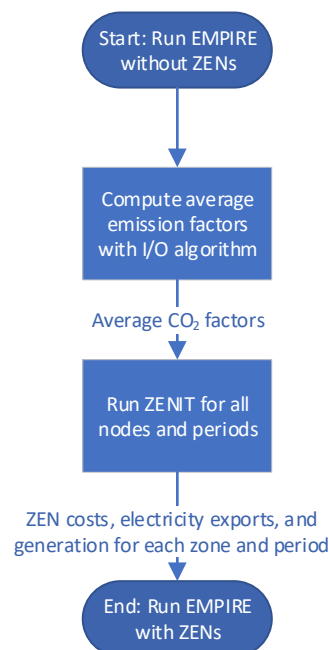 Start: Run EMPIRE
without ZENs
Compute average
emission factors
with I/O algorithm
Average CO₂ factors
Run ZENIT for all
nodes and periods
ZEN costs, electricity exports, and
generation for each zone and period
End: Run EMPIRE
with ZENs